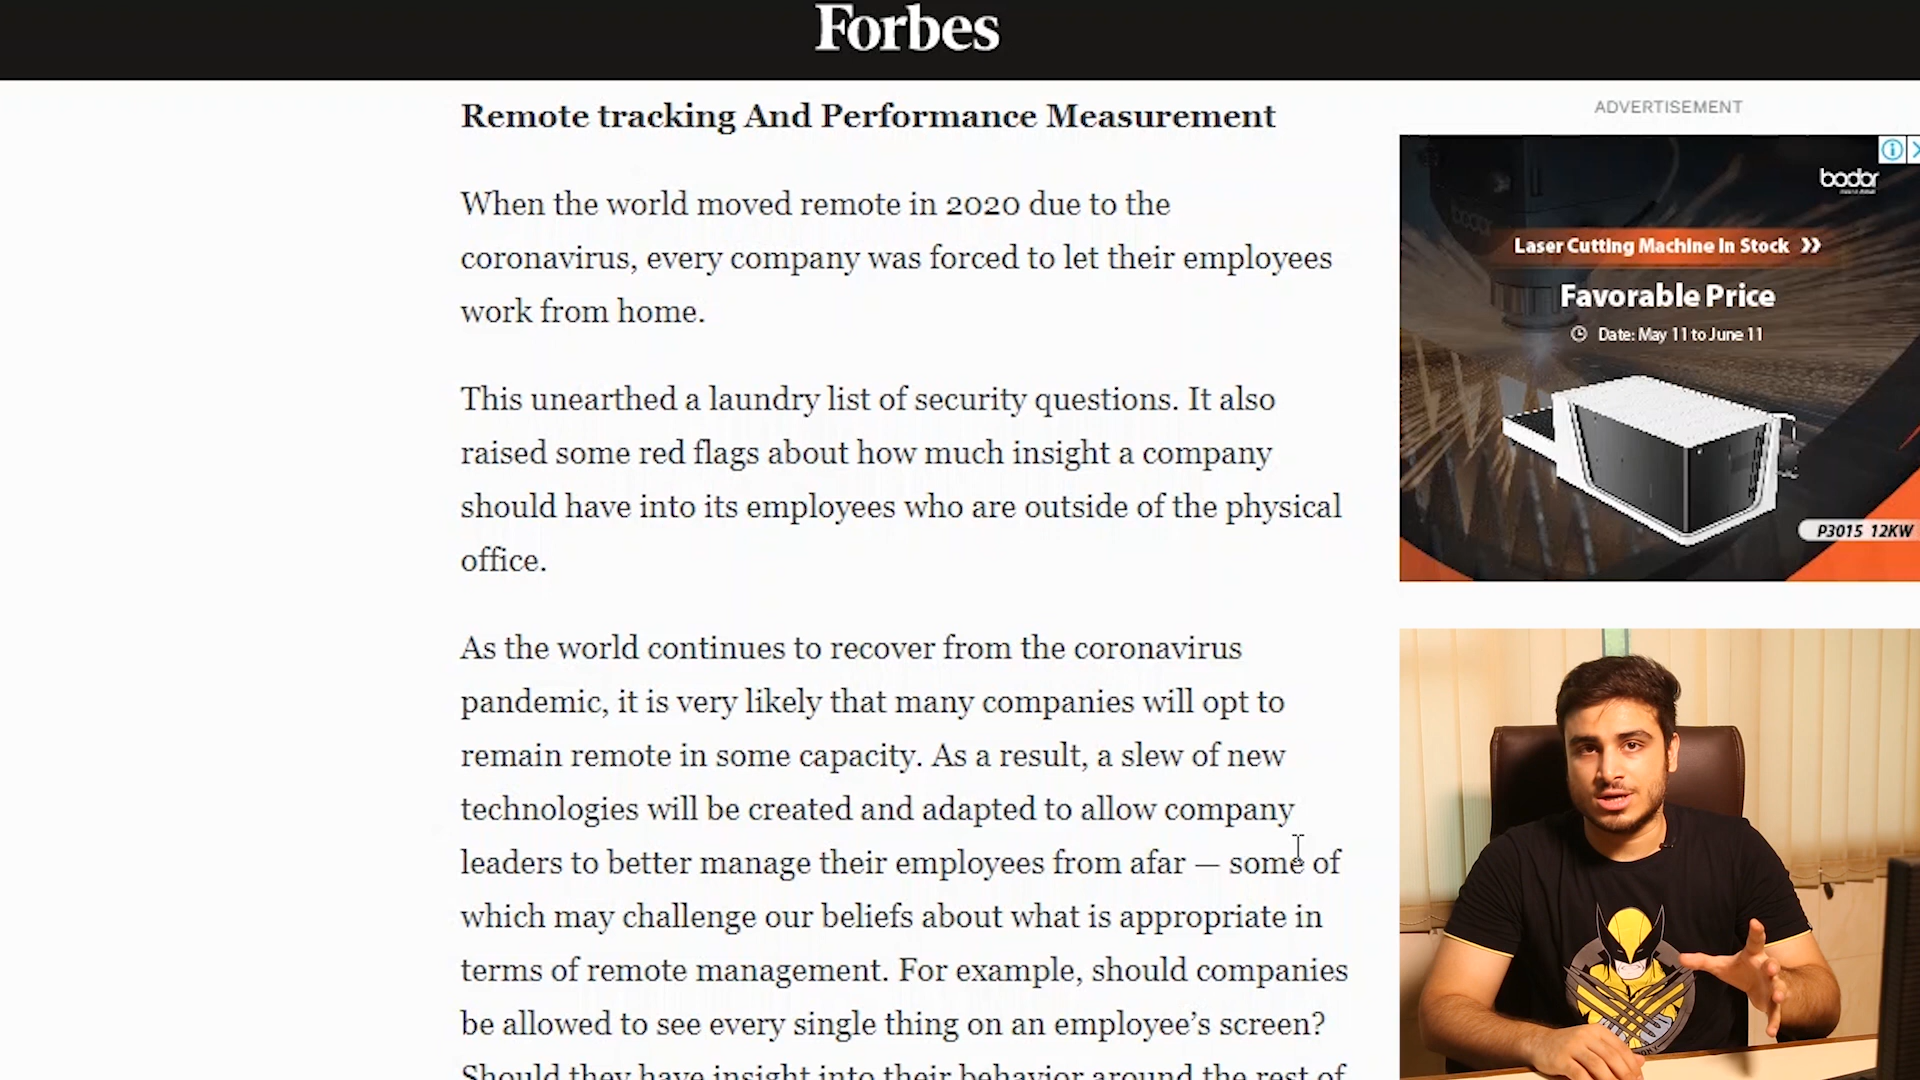 Forbes
Remote tracking And Performance Measurement
When the world moved remote in 2020 due to the
coronavirus, every company was forced to let their employees
work from home.
This unearthed a laundry list of security questions. It also
raised some red flags about how much insight a company
should have into its employees who are outside of the physical
office.
As the world continues to recover from the coronavirus
pandemic, it is very likely that many companies will opt to
remain remote in some capacity. As a result, a slew of new
technologies will be created and adapted to allow company
leaders to better manage their employees from afar — some of
which may challenge our beliefs about what is appropriate in
terms of remote management. For example, should companies
be allowed to see every single thing on an employee’s screen?
Should they have insight into their behavior around the rest of
ADVERTISEMENT
bodor
Laser Cutting Machine In Stock
Favorable Price
Date: May 11 to June 11
P3015 12KW